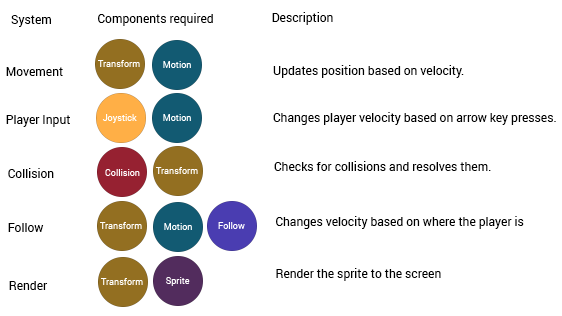 System Components required Description
Movement Transform Motion Updates position based on velocity.
Player Input Joystick Motion Changes player velocity based on arrow key presses.
Collision Collision Transform Checks for collisions and resolves them.
Follow Transform Motion Follow Changes velocity based on where the player is
Render Transform Sprite Render the sprite to the screen